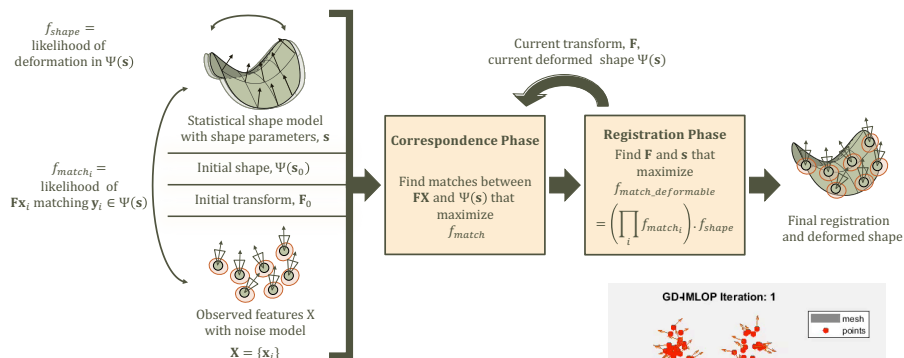 f_shape =
likelihood of
deformation in Ψ(s)
Statistical shape model
with shape parameters, s
Initial shape, Ψ(s₀)
f_match_i =
likelihood of
Fx_i matching y_i ∈ Ψ(s)
Initial transform, F₀
Observed features X
with noise model
X = {x_i}
Current transform, F,
current deformed shape Ψ(s)
Correspondence Phase
Find matches between
FX and Ψ(s) that
maximize
f_match
Registration Phase
Find F and s that
maximize
f_match_deformable
= (∏_i f_match_i) . f_shape
Final registration
and deformed shape
GD-IMLOP Iteration: 1
mesh
points